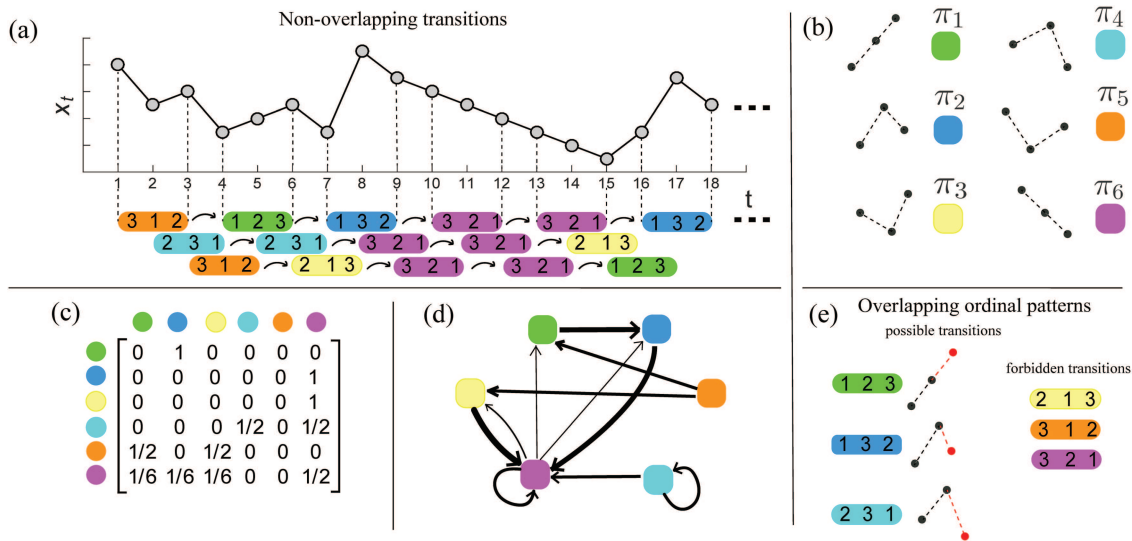 (a)
Non-overlapping transitions
x_t
1 2 3 4 5 6 7 8 9 10 11 12 13 14 15 16 17 18
t
3 1 2 1 2 3 1 3 2 3 2 1 3 2 1 1 3 2
2 3 1 2 3 1 3 2 1 3 2 1 2 1 3
3 1 2 2 1 3 3 2 1 3 2 1 1 2 3
(b)
π₁ π₄
π₂ π₅
π₃ π₆
(c)
0 1 0 0 0 0
0 0 0 0 0 1
0 0 0 0 0 1
0 0 0 1/2 0 1/2
1/2 0 1/2 0 0 0
1/6 1/6 1/6 0 0 1/2
(d)
(e)
Overlapping ordinal patterns
possible transitions
forbidden transitions
1 2 3
2 1 3
3 1 2
1 3 2
3 2 1
2 3 1